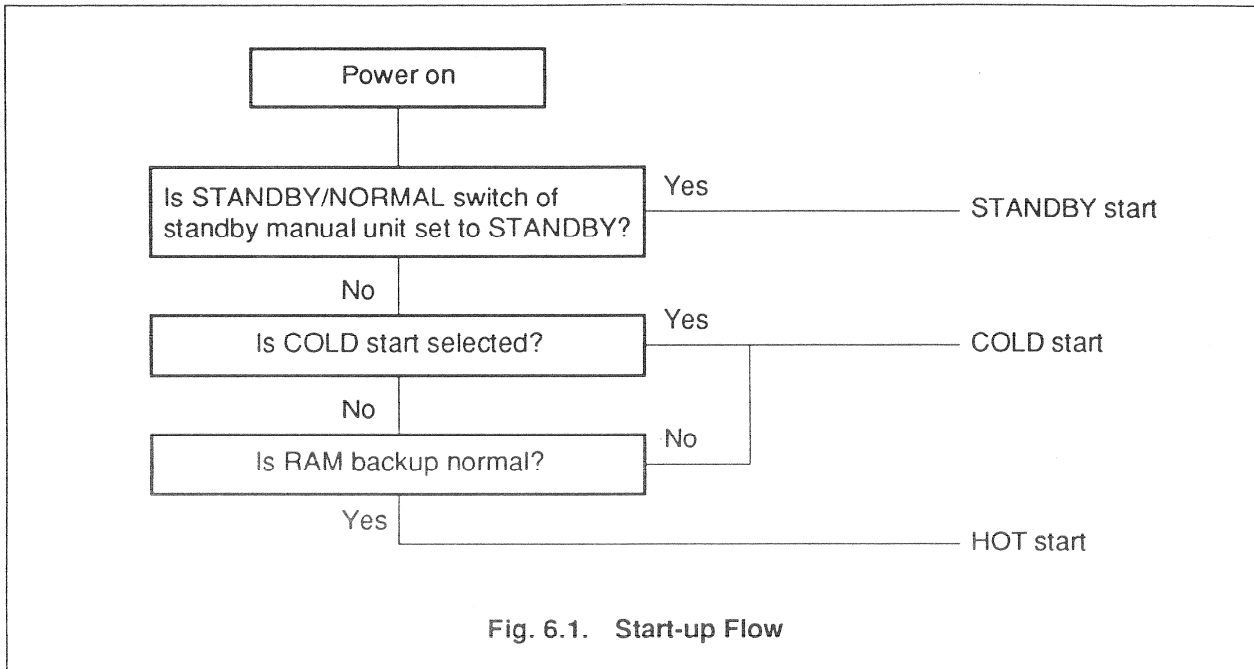 Power on
Is STANDBY/NORMAL switch of
standby manual unit set to STANDBY?
Yes
STANDBY start
No
Is COLD start selected?
Yes
COLD start
No
Is RAM backup normal?
No
Yes
HOT start
Fig. 6.1. Start-up Flow